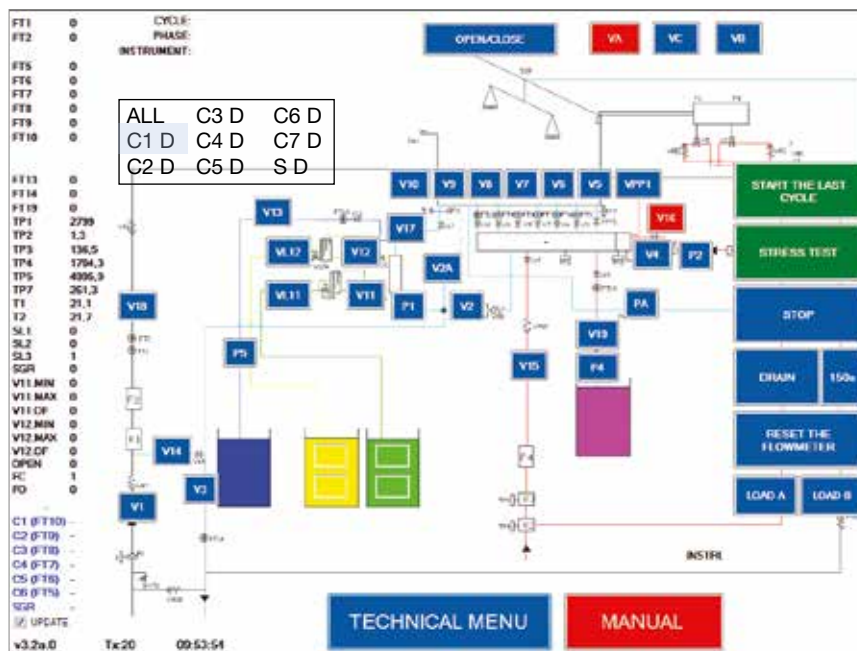 FT1 0
FT2 0
FT5 0
FT6 0
FT7 0
FT8 0
FT9 0
FT10 0
FT13 0
FT14 0
FT19 0
TP1 2799
TP2 1,3
TP3 136,5
TP4 1794,3
TP5 4995,9
TP7 261,3
T1 21,1
T2 21,7
SL1 0
SL2 0
SL3 1
SGR 0
V11.MIN 0
V11.MAX 0
V11.OF 0
V12.MIN 0
V12.MAX 0
V12.OF 0
OPEN 0
FC 1
FO 0
C1 (FT10) -
C2 (FT9) -
C3 (FT8) -
C4 (FT7) -
C5 (FT6) -
C6 (FT5) -
SGR -
UPDATE
v3.2a.0 Tx:20 09:53:54
CYCLE:
PHASE:
INSTRUMENT:
ALL C3 D C6 D
C1 D C4 D C7 D
C2 D C5 D S D
OPEN/CLOSE
VA
VC
VB
V10
V9
V8
V7
V6
V5
VPP1
V13
V17
V16
VL12
V12
V4
P2
V2A
VL11
V11
P1
V2
PA
V18
P5
V19
V15
P4
V14
V3
V1
START THE LAST CYCLE
STRESS TEST
STOP
DRAIN
RESET THE FLOWMETER
LOAD A
LOAD B
TECHNICAL MENU
MANUAL